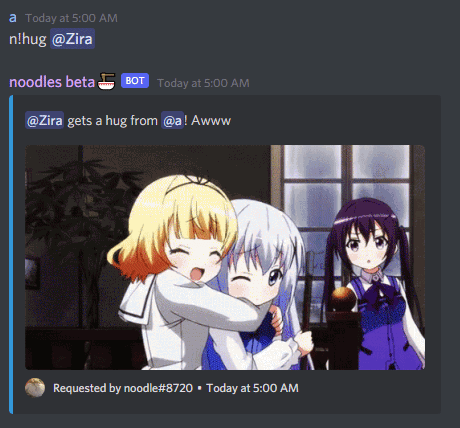 a Today at 5:00 AM
n!hug @Zira
noodles beta🍜 BOT Today at 5:00 AM
@Zira gets a hug from @a! Awww
Requested by noodle#8720 • Today at 5:00 AM